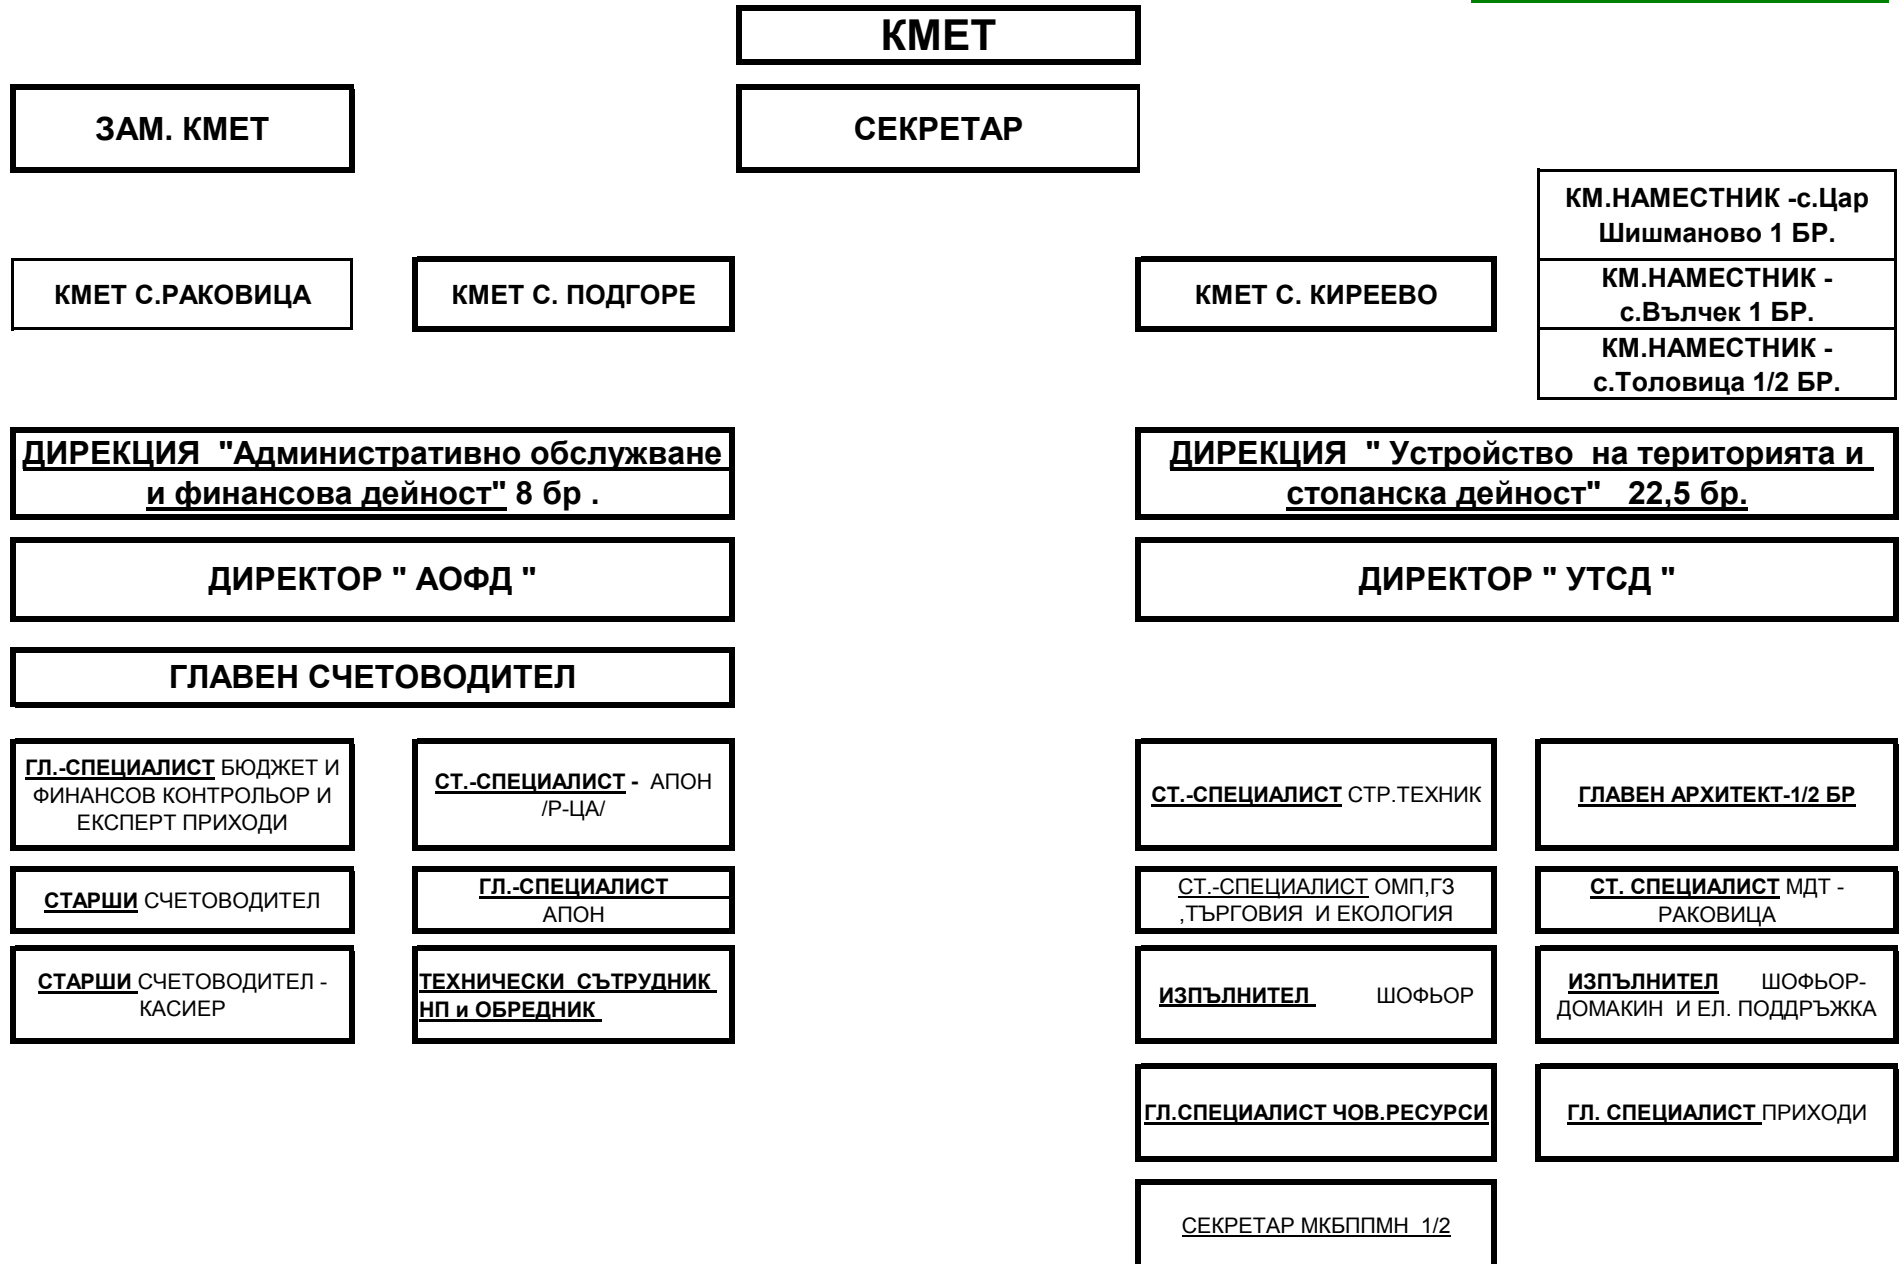 КМЕТ
ЗАМ. КМЕТ
СЕКРЕТАР
КМ.НАМЕСТНИК -с.Цар
Шишманово 1 БР.
КМЕТ С.РАКОВИЦА
КМЕТ С. ПОДГОРЕ
КМЕТ С. КИРЕЕВО
КМ.НАМЕСТНИК -
с.Вълчек 1 БР.
КМ.НАМЕСТНИК -
с.Толовица 1/2 БР.
ДИРЕКЦИЯ "Административно обслужване
и финансова дейност" 8 бр .
ДИРЕКЦИЯ " Устройство на територията и
стопанска дейност" 22,5 бр.
ДИРЕКТОР " АОФД "
ДИРЕКТОР " УТСД "
ГЛАВЕН СЧЕТОВОДИТЕЛ
ГЛ.-СПЕЦИАЛИСТ БЮДЖЕТ И
ФИНАНСОВ КОНТРОЛЬОР И
ЕКСПЕРТ ПРИХОДИ
СТ.-СПЕЦИАЛИСТ - АПОН
/Р-ЦА/
СТ.-СПЕЦИАЛИСТ СТР.ТЕХНИК
ГЛАВЕН АРХИТЕКТ-1/2 БР
СТАРШИ СЧЕТОВОДИТЕЛ
ГЛ.-СПЕЦИАЛИСТ
АПОН
СТ.-СПЕЦИАЛИСТ ОМП,ГЗ
,ТЪРГОВИЯ И ЕКОЛОГИЯ
СТ. СПЕЦИАЛИСТ МДТ -
РАКОВИЦА
СТАРШИ СЧЕТОВОДИТЕЛ -
КАСИЕР
ТЕХНИЧЕСКИ СЪТРУДНИК
НП и ОБРЕДНИК
ИЗПЪЛНИТЕЛ ШОФЬОР
ИЗПЪЛНИТЕЛ ШОФЬОР-
ДОМАКИН И ЕЛ. ПОДДРЪЖКА
ГЛ.СПЕЦИАЛИСТ ЧОВ.РЕСУРСИ
ГЛ. СПЕЦИАЛИСТ ПРИХОДИ
СЕКРЕТАР МКБППМН 1/2